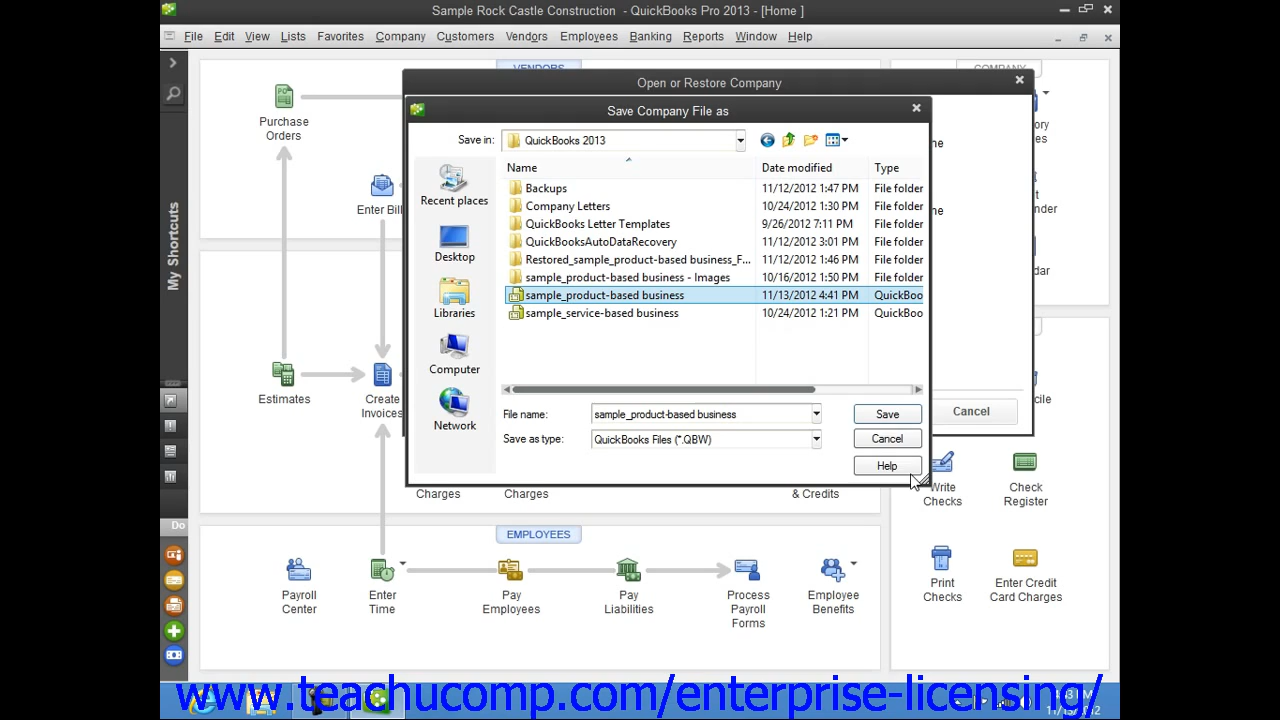 Sample Rock Castle Construction - QuickBooks Pro 2013 - [Home ]
File Edit View Lists Favorites Company Customers Vendors Employees Banking Reports Window Help
VENDORS
COMPANY
Open or Restore Company
Save Company File as
Save in: QuickBooks 2013
Name Date modified Type
Backups 11/12/2012 1:47 PM File folder
Company Letters 10/24/2012 1:30 PM File folder
QuickBooks Letter Templates 9/26/2012 7:11 PM File folder
QuickBooksAutoDataRecovery 11/12/2012 3:01 PM File folder
Restored_sample_product-based business_F... 11/12/2012 1:46 PM File folder
sample_product-based business - Images 10/16/2012 1:50 PM File folder
sample_product-based business 11/13/2012 4:41 PM QuickBoo
sample_service-based business 10/24/2012 1:21 PM QuickBoo
Recent places
Desktop
Libraries
Computer
Network
File name: sample_product-based business Save
Save as type: QuickBooks Files (*.QBW) Cancel
Help
Cancel
My Shortcuts
Do
Purchase
Orders
Enter Bil
Estimates
Create
Invoices
Charges
Charges
& Credits
Write
Checks
Check
Register
EMPLOYEES
Payroll
Center
Enter
Time
Pay
Employees
Pay
Liabilities
Process
Payroll
Forms
Employee
Benefits
Print
Checks
Enter Credit
Card Charges
www.teachucomp.com/enterprise-licensing/